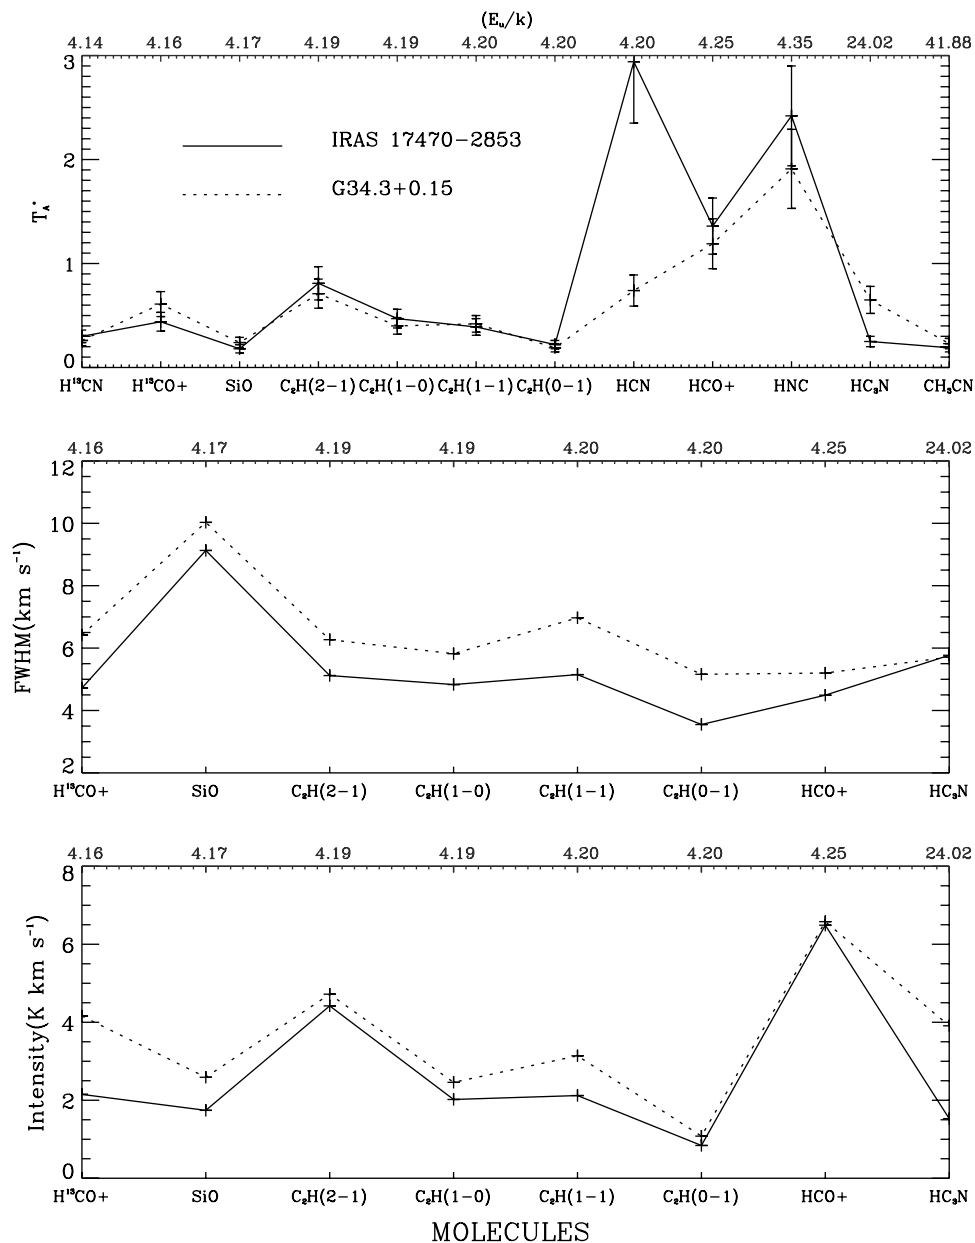 (Eᵤ/k)
4.14 4.16 4.17 4.19 4.19 4.20 4.20 4.20 4.25 4.35 24.02 41.88
3
2
1
0
T_A*
IRAS 17470−2853
G34.3+0.15
H¹³CN H¹³CO+ SiO C₂H(2−1) C₂H(1−0) C₂H(1−1) C₂H(0−1) HCN HCO+ HNC HC₃N CH₃CN
4.16 4.17 4.19 4.19 4.20 4.20 4.25 24.02
12
10
8
6
4
2
FWHM(km s⁻¹)
H¹³CO+ SiO C₂H(2−1) C₂H(1−0) C₂H(1−1) C₂H(0−1) HCO+ HC₃N
4.16 4.17 4.19 4.19 4.20 4.20 4.25 24.02
8
6
4
2
0
Intensity(K km s⁻¹)
H¹³CO+ SiO C₂H(2−1) C₂H(1−0) C₂H(1−1) C₂H(0−1) HCO+ HC₃N
MOLECULES